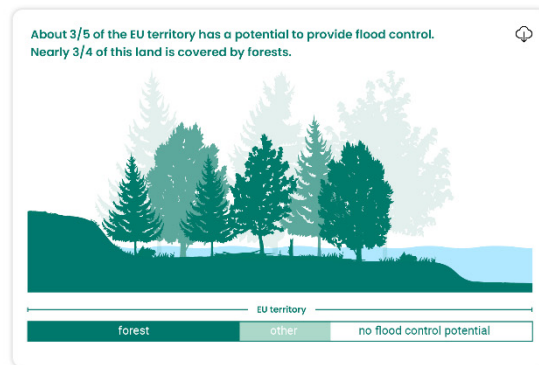 About 3/5 of the EU territory has a potential to provide flood control.
Nearly 3/4 of this land is covered by forests.
EU territory
forest other no flood control potential